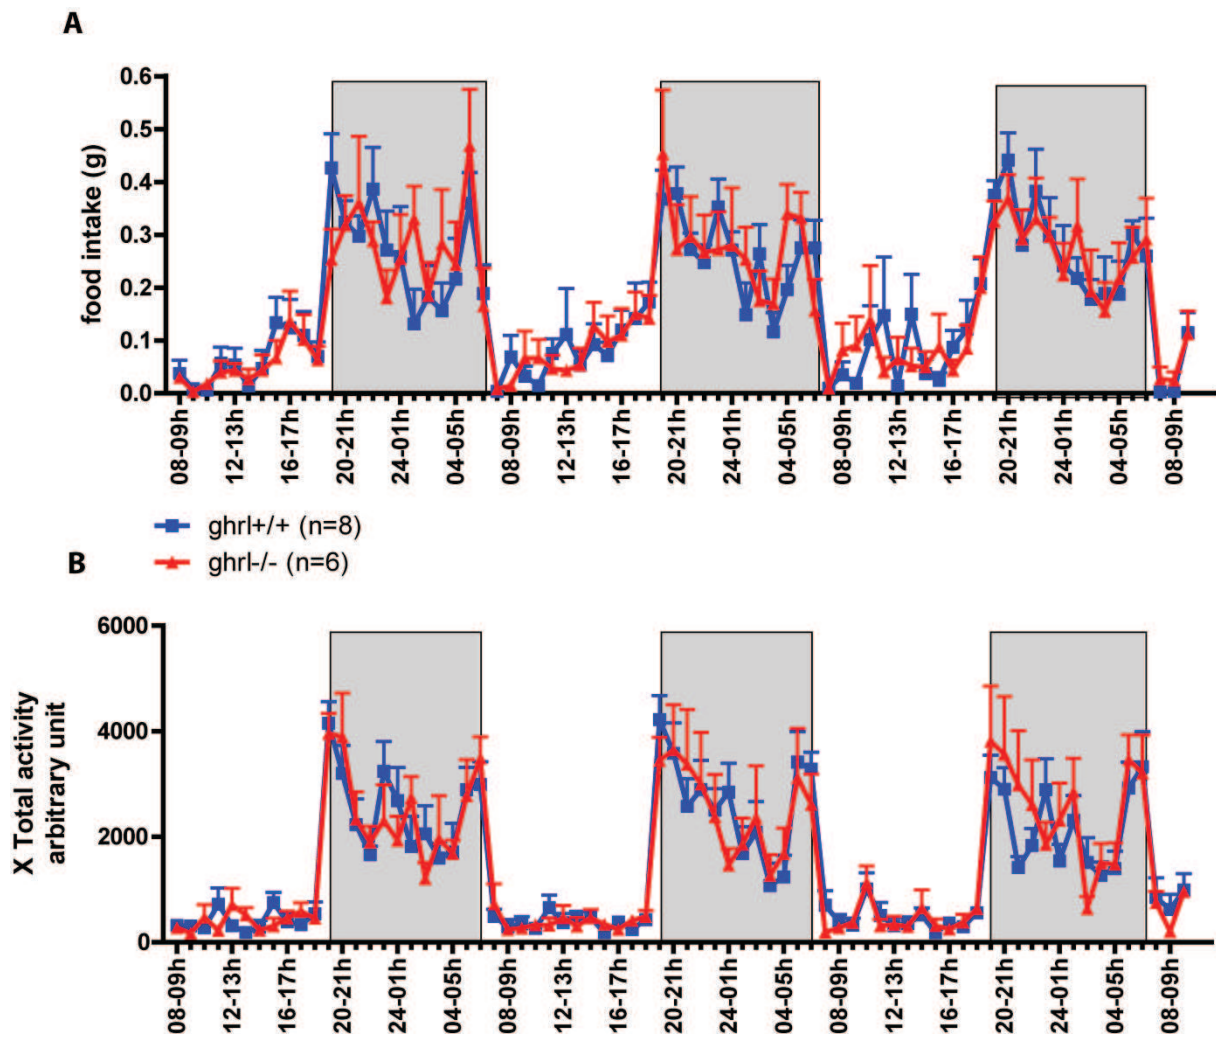 A
food intake (g)
0.6
0.5
0.4
0.3
0.2
0.1
0.0
08-09h
12-13h
16-17h
20-21h
24-01h
04-05h
08-09h
12-13h
16-17h
20-21h
24-01h
04-05h
08-09h
12-13h
16-17h
20-21h
24-01h
04-05h
08-09h
ghrl+/+ (n=8)
ghrl-/- (n=6)
B
X Total activity
arbitrary unit
6000
4000
2000
0
08-09h
12-13h
16-17h
20-21h
24-01h
04-05h
08-09h
12-13h
16-17h
20-21h
24-01h
04-05h
08-09h
12-13h
16-17h
20-21h
24-01h
04-05h
08-09h